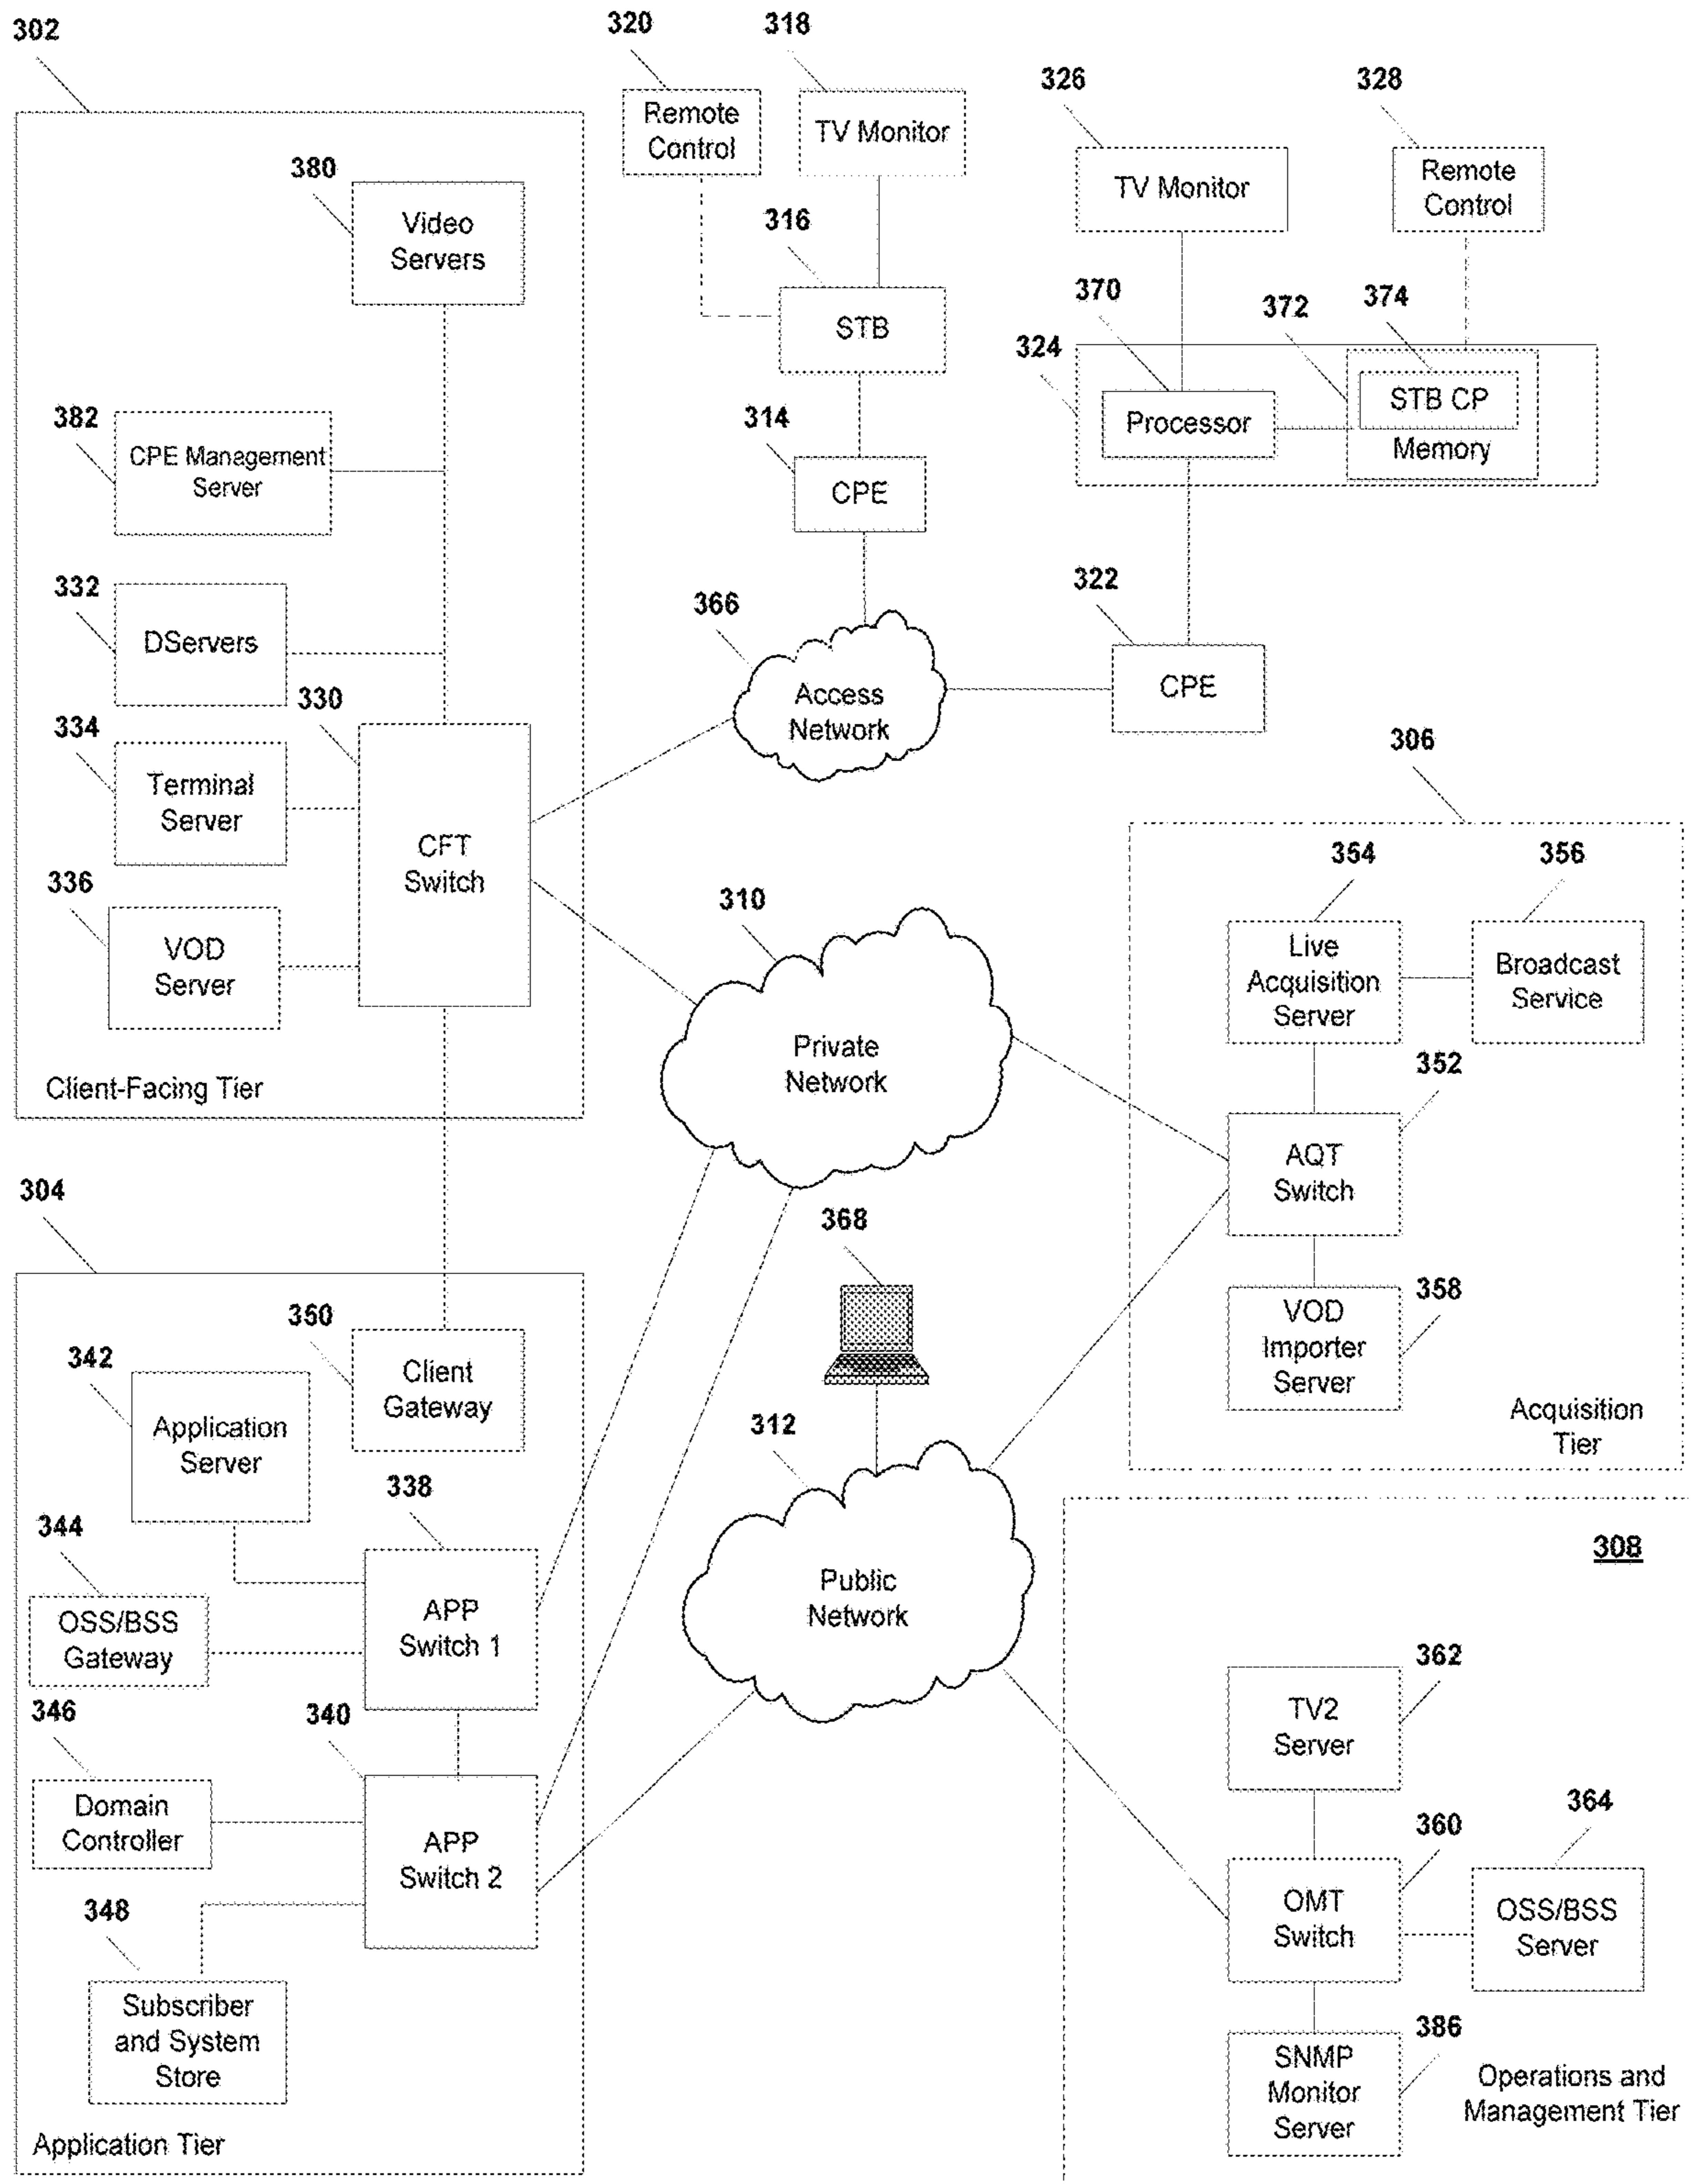 302
320
318
326
328
Remote
Control
TV Monitor
TV Monitor
Remote
Control
380
Video
Servers
316
STB
370
372
374
324
STB CP
Processor
Memory
382
CPE Management
Server
314
CPE
332
DServers
366
322
Access
Network
CPE
330
334
Terminal
Server
CFT
Switch
336
VOD
Server
Client-Facing Tier
310
Private
Network
306
354
356
Live
Acquisition
Server
Broadcast
Service
352
AQT
Switch
358
VOD
Importer
Server
Acquisition
Tier
304
368
350
Client
Gateway
342
Application
Server
312
Public
Network
338
344
OSS/BSS
Gateway
APP
Switch 1
346
340
Domain
Controller
APP
Switch 2
348
Subscriber
and System
Store
Application Tier
308
362
TV2
Server
360
364
OMT
Switch
OSS/BSS
Server
386
SNMP
Monitor
Server
Operations and
Management Tier